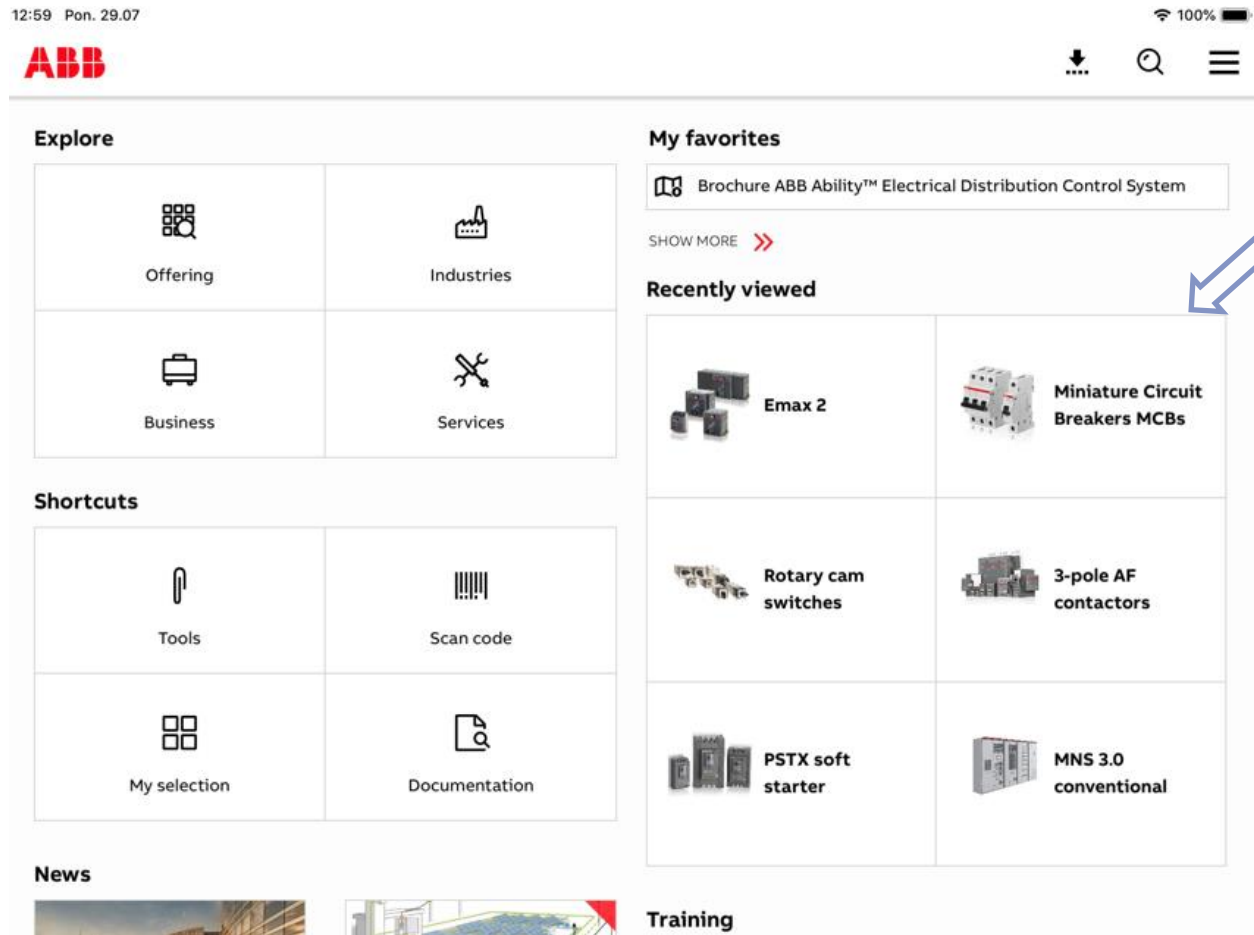 12:59 Pon. 29.07
100%
ABB
Explore
Offering
Industries
Business
Services
Shortcuts
Tools
Scan code
My selection
Documentation
News
My favorites
Brochure ABB Ability™ Electrical Distribution Control System
SHOW MORE
Recently viewed
Emax 2
Miniature Circuit
Breakers MCBs
Rotary cam
switches
3-pole AF
contactors
PSTX soft
starter
MNS 3.0
conventional
Training